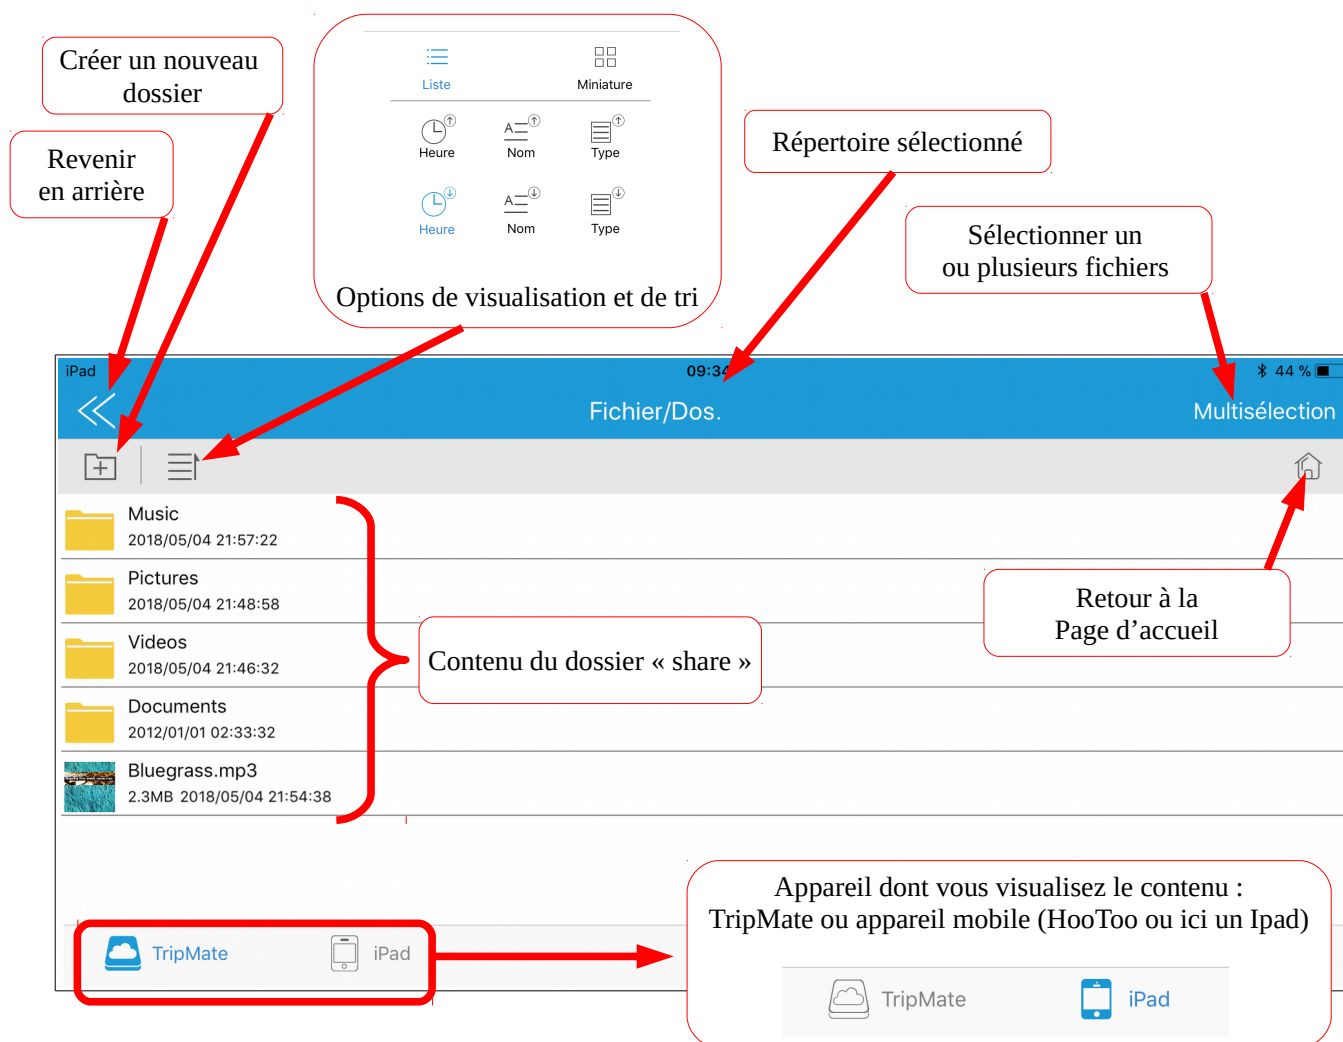 Créer un nouveau
dossier
Revenir
en arrière
Liste
Miniature
Heure
Nom
Type
Heure
Nom
Type
Options de visualisation et de tri
Répertoire sélectionné
Sélectionner un
ou plusieurs fichiers
iPad
09:34
44 %
Fichier/Dos.
Multisélection
Music
2018/05/04 21:57:22
Pictures
2018/05/04 21:48:58
Videos
2018/05/04 21:46:32
Documents
2012/01/01 02:33:32
Bluegrass.mp3
2.3MB 2018/05/04 21:54:38
Contenu du dossier « share »
Retour à la
Page d’accueil
Appareil dont vous visualisez le contenu :
TripMate ou appareil mobile (HooToo ou ici un Ipad)
TripMate
iPad
TripMate
iPad